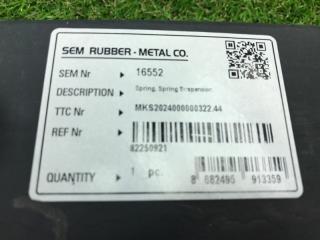 SEM RUBBER - METAL CO.
SEM Nr ▸ 16552
DESCRIPTION ▸ Spring, Spring Suspension
TTC Nr ▸ MKS2024000000322.44
REF Nr ▸
82250921
QUANTITY ▸ 1 pc.
8 682495 913359